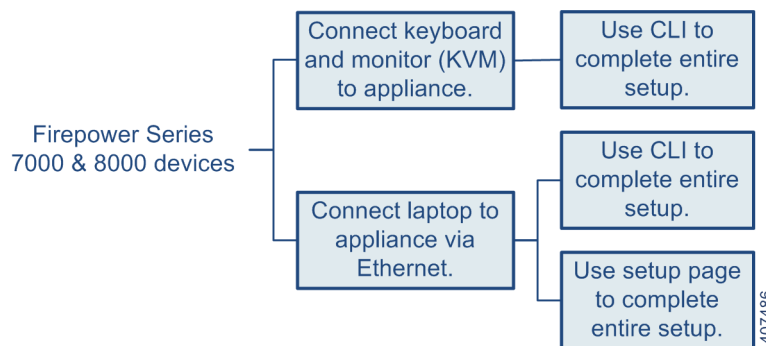 Firepower Series
7000 & 8000 devices
Connect keyboard
and monitor (KVM)
to appliance.
Use CLI to
complete entire
setup.
Connect laptop to
appliance via
Ethernet.
Use CLI to
complete entire
setup.
Use setup page
to complete
entire setup.
407486